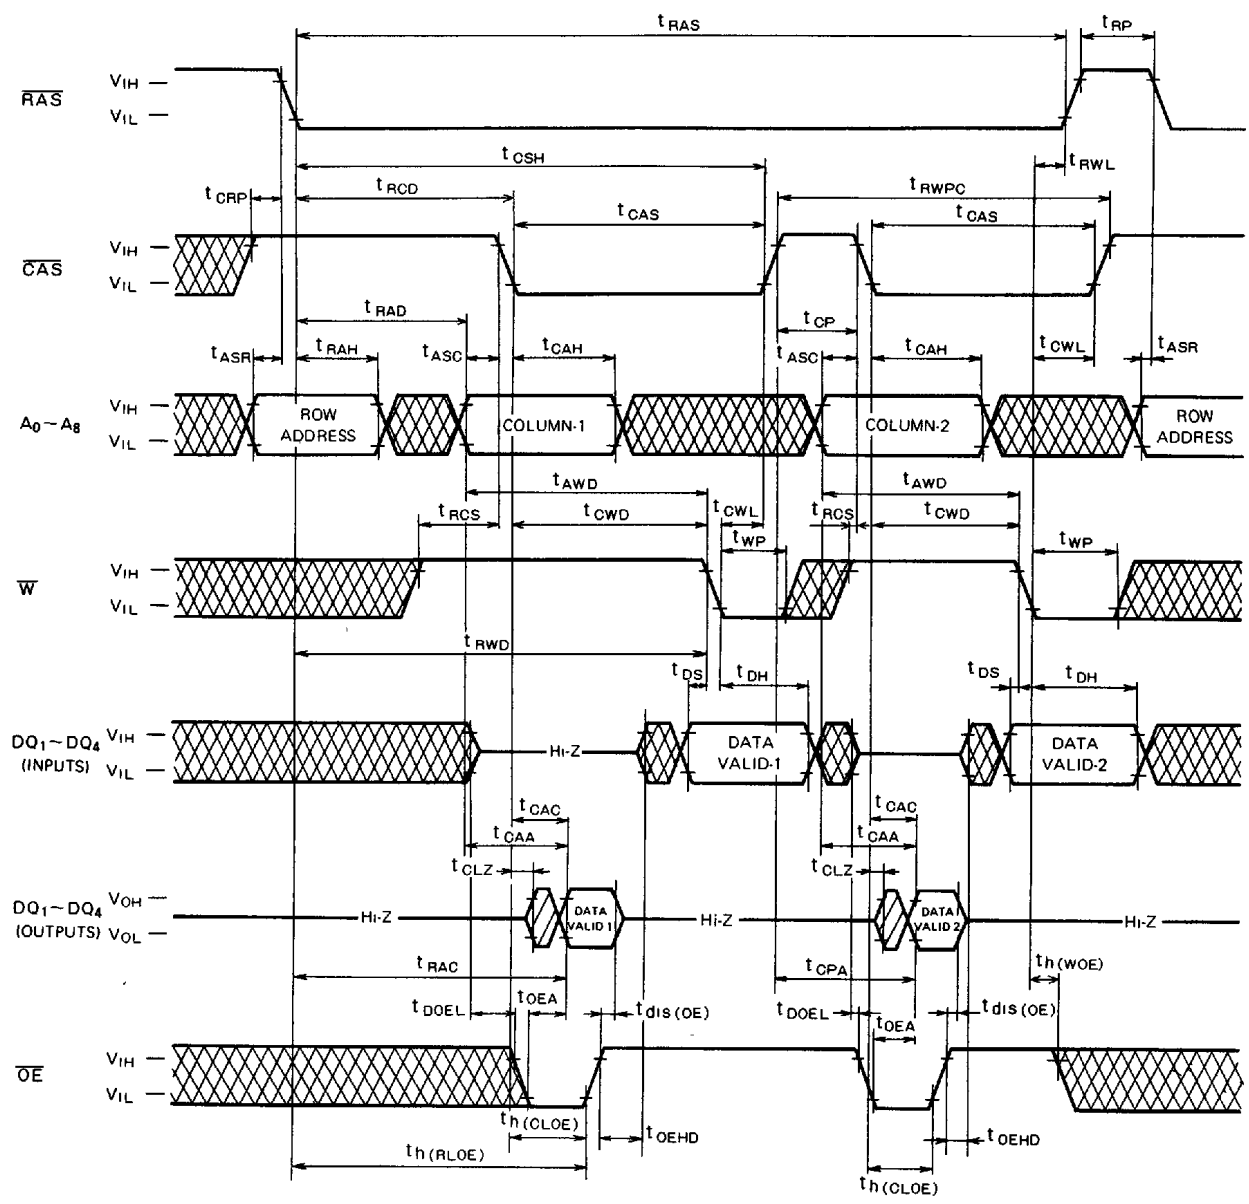 tRAS
tRP
RAS
VIH
VIL
tCSH
tRWL
tCRP
tRCD
tRWPC
tCAS
tCAS
CAS
VIH
VIL
tRAD
tCP
tASR
tRAH
tASC
tCAH
tASC
tCAH
tCWL
tASR
A0~A8
VIH
VIL
ROW ADDRESS
COLUMN-1
COLUMN-2
ROW ADDRESS
tAWD
tAWD
tRCS
tCWD
tCWL
tRCS
tCWD
tWP
tWP
W
VIH
VIL
tRWD
tDS
tDH
tDS
tDH
DQ1~DQ4
(INPUTS)
VIH
VIL
Hi-Z
DATA VALID-1
DATA VALID-2
tCAC
tCAC
tCAA
tCAA
tCLZ
tCLZ
DQ1~DQ4
(OUTPUTS)
VOH
VOL
Hi-Z
DATA VALID 1
Hi-Z
DATA VALID 2
Hi-Z
tRAC
tCPA
th(WOE)
tDOEL
tOEA
tdis(OE)
tDOEL
tOEA
tdis(OE)
OE
VIH
VIL
th(CLOE)
tOEHD
tOEHD
th(RLOE)
th(CLOE)